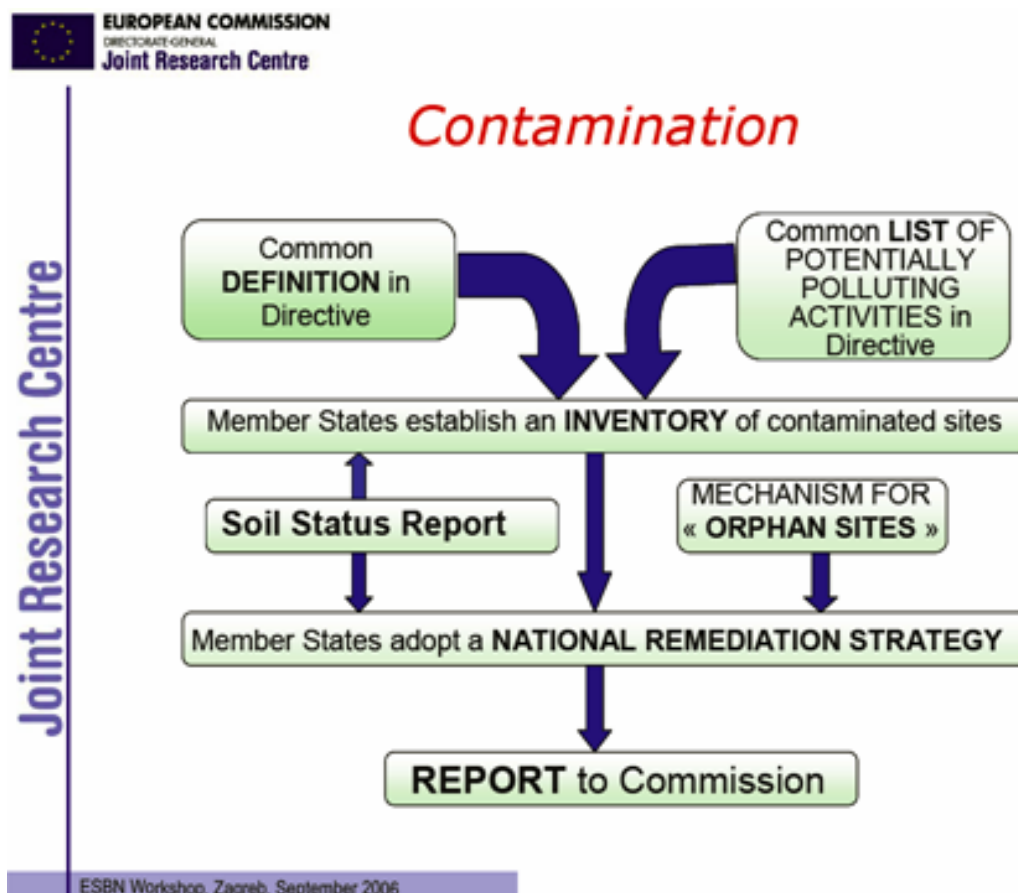 EUROPEAN COMMISSION
DIRECTORATE-GENERAL
Joint Research Centre
Joint Research Centre
Contamination
Common
DEFINITION in
Directive
Common LIST OF
POTENTIALLY
POLLUTING
ACTIVITIES in
Directive
Member States establish an INVENTORY of contaminated sites
Soil Status Report
MECHANISM FOR
« ORPHAN SITES »
Member States adopt a NATIONAL REMEDIATION STRATEGY
REPORT to Commission
ESBN Workshop, Zagreb, September 2006